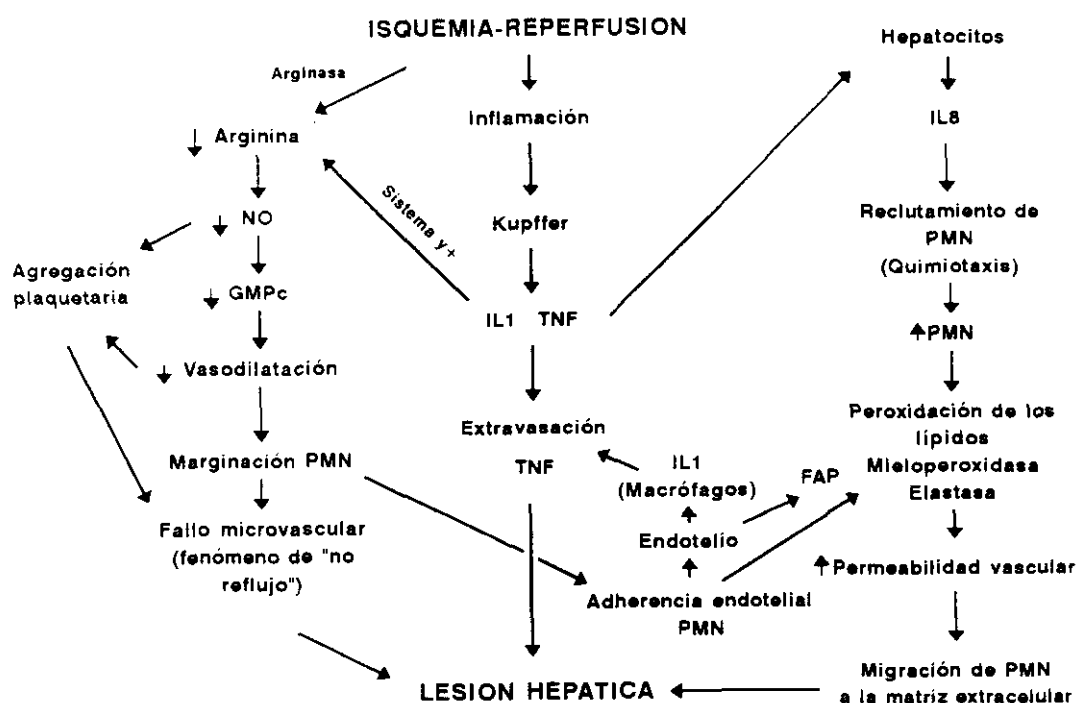 ISQUEMIA-REPERFUSION
Arginasa
↓ Arginina
↓ NO
↓ GMPc
Agregación
plaquetaria
↓ Vasodilatación
Marginación PMN
Fallo microvascular
(fenómeno de "no
reflujo")
Inflamación
Kupffer
Sistema y+
IL1 TNF
Extravasación
TNF
IL1
(Macrófagos)
FAP
Endotelio
Adherencia endotelial
PMN
Hepatocitos
IL8
Reclutamiento de
PMN
(Quimiotaxis)
↑PMN
Peroxidación de los
lípidos
Mieloperoxidasa
Elastasa
↑Permeabilidad vascular
Migración de PMN
a la matríz extracelular
LESION HEPATICA